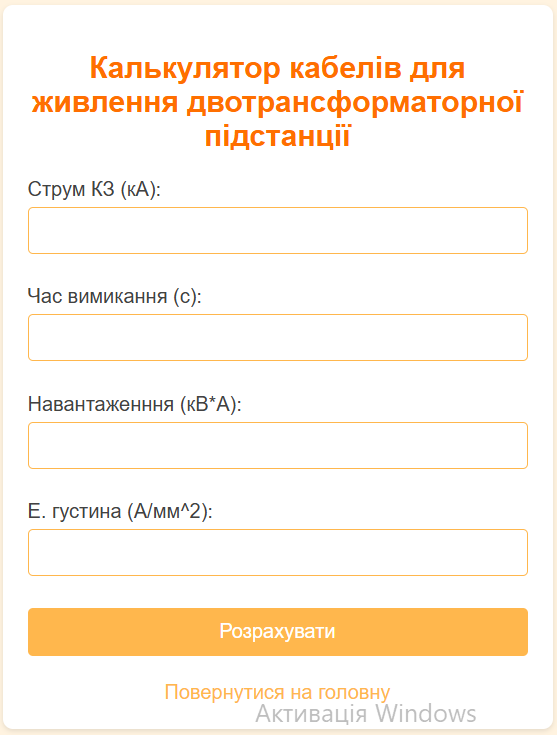 Калькулятор кабелів для
живлення двотрансформаторної
підстанції
Струм КЗ (кА):
Час вимикання (с):
Навантаженння (кВ*А):
Е. густина (А/мм^2):
Розрахувати
Повернутися на головну
Активація Windows